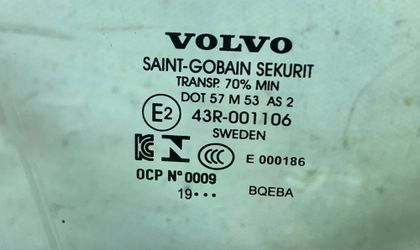 VOLVO
SAINT-GOBAIN SEKURIT
TRANSP. 70% MIN
DOT 57 M 53 AS 2
E2 43R-001106
SWEDEN
CCC E 000186
OCP N° 0009
19••• BQEBA